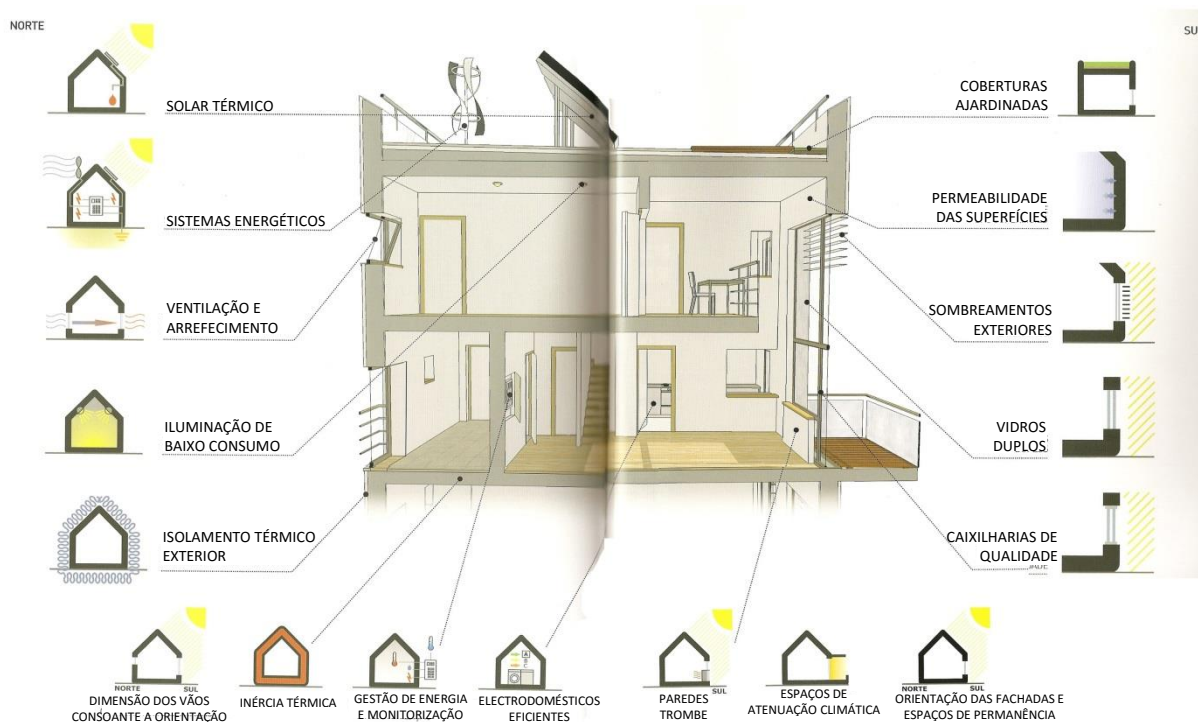 NORTE
SU
SOLAR TÉRMICO
SISTEMAS ENERGÉTICOS
VENTILAÇÃO E
ARREFECIMENTO
ILUMINAÇÃO DE
BAIXO CONSUMO
ISOLAMENTO TÉRMICO
EXTERIOR
COBERTURAS
AJARDINADAS
PERMEABILIDADE
DAS SUPERFÍCIES
SOMBREAMENTOS
EXTERIORES
VIDROS
DUPLOS
CAIXILHARIAS DE
QUALIDADE
NORTE SUL
DIMENSÃO DOS VÃOS
CONSOANTE A ORIENTAÇÃO
INÉRCIA TÉRMICA
GESTÃO DE ENERGIA
E MONITORIZAÇÃO
A
B
C
ELECTRODOMÉSTICOS
EFICIENTES
SUL
PAREDES
TROMBE
ESPAÇOS DE
ATENUAÇÃO CLIMÁTICA
NORTE SUL
ORIENTAÇÃO DAS FACHADAS E
ESPAÇOS DE PERMANÊNCIA